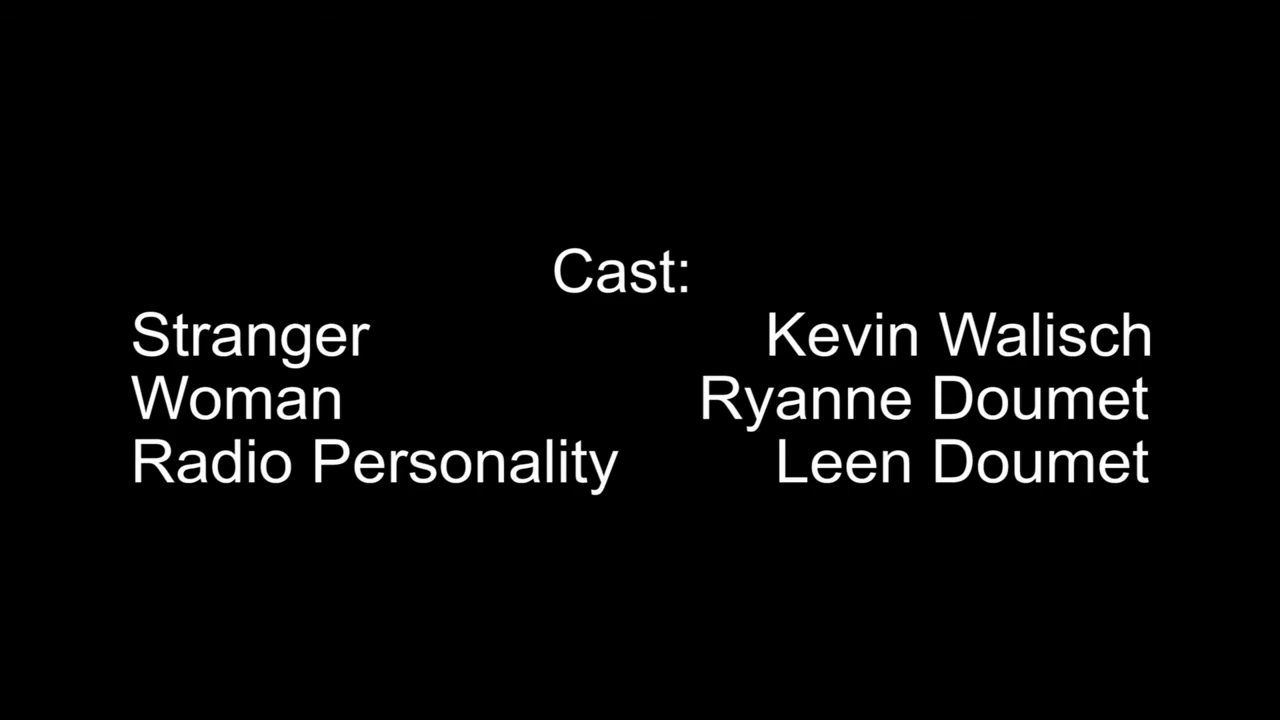 Cast:
Stranger Kevin Walisch
Woman Ryanne Doumet
Radio Personality Leen Doumet